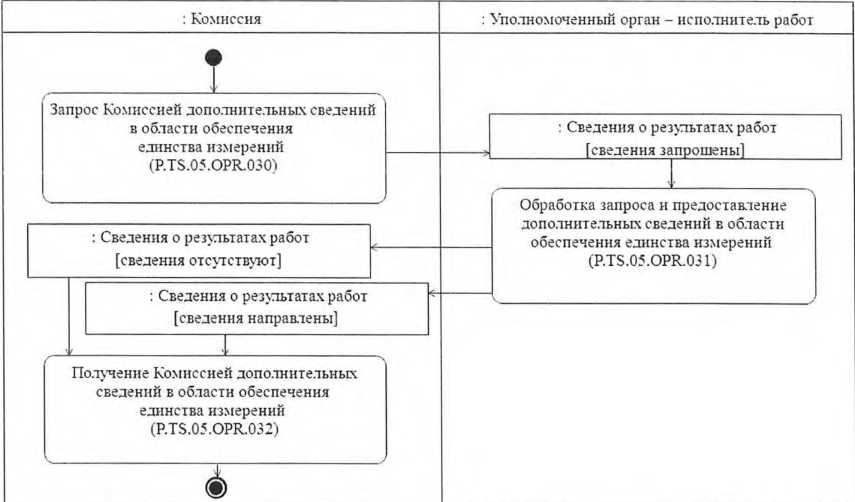 : Комиссия
: Уполномоченный орган – исполнитель работ
Запрос Комиссией дополнительных сведений
в области обеспечения
единства измерений
(P.TS.05.OPR.030)
: Сведения о результатах работ
[сведения запрошены]
Обработка запроса и предоставление
дополнительных сведений в области
обеспечения единства измерений
(P.TS.05.OPR.031)
: Сведения о результатах работ
[сведения отсутствуют]
: Сведения о результатах работ
[сведения направлены]
Получение Комиссией дополнительных
сведений в области обеспечения
единства измерений
(P.TS.05.OPR.032)